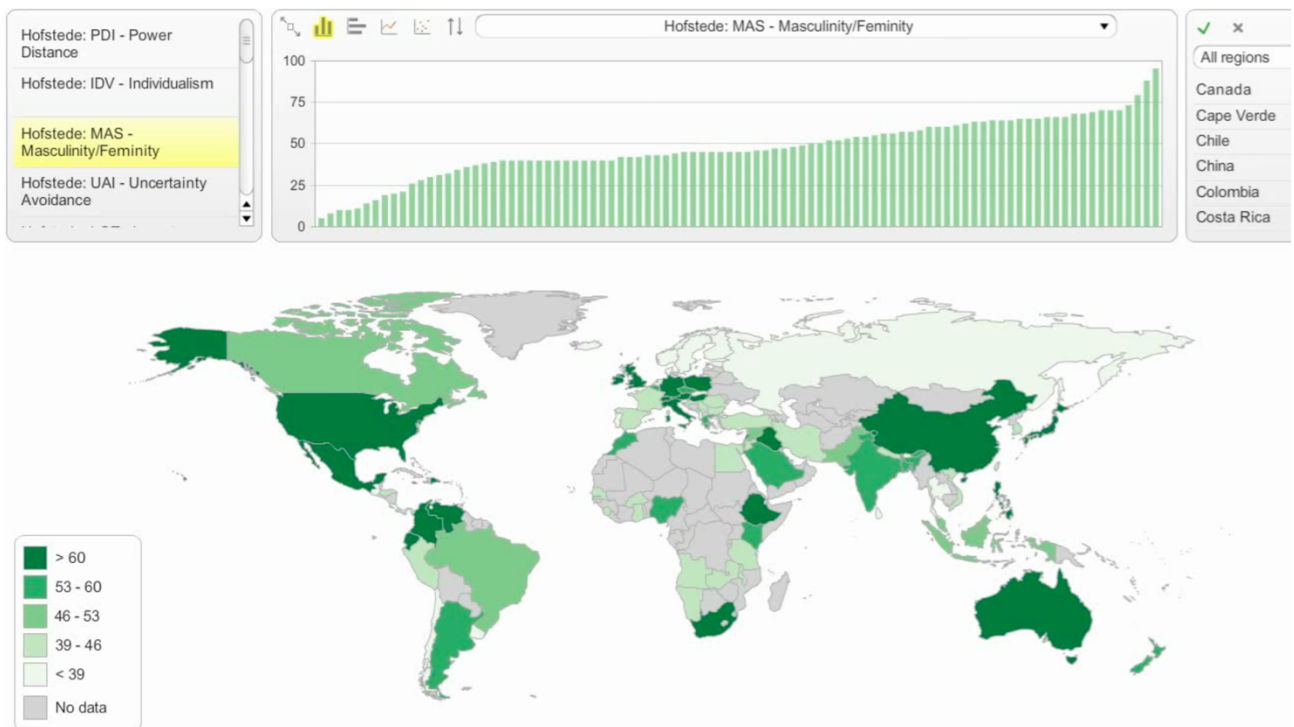 Hofstede: PDI - Power
Distance
Hofstede: IDV - Individualism
Hofstede: MAS -
Masculinity/Feminity
Hofstede: UAI - Uncertainty
Avoidance
Hofstede: MAS - Masculinity/Feminity
100
75
50
25
0
All regions
Canada
Cape Verde
Chile
China
Colombia
Costa Rica
> 60
53 - 60
46 - 53
39 - 46
< 39
No data